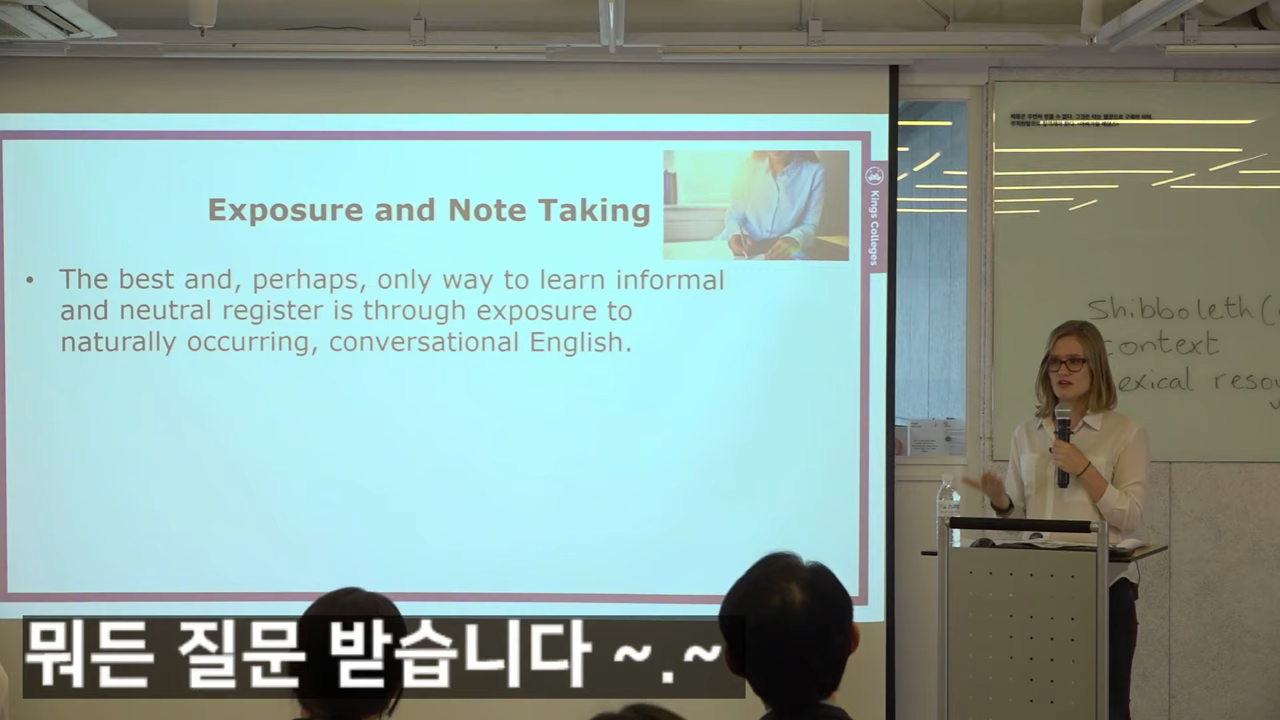 Exposure and Note Taking
• The best and, perhaps, only way to learn informal
and neutral register is through exposure to
naturally occurring, conversational English.
Kings Colleges
Shibboleth (
context
exical reso
뭐든 질문 받습니다 ~.~